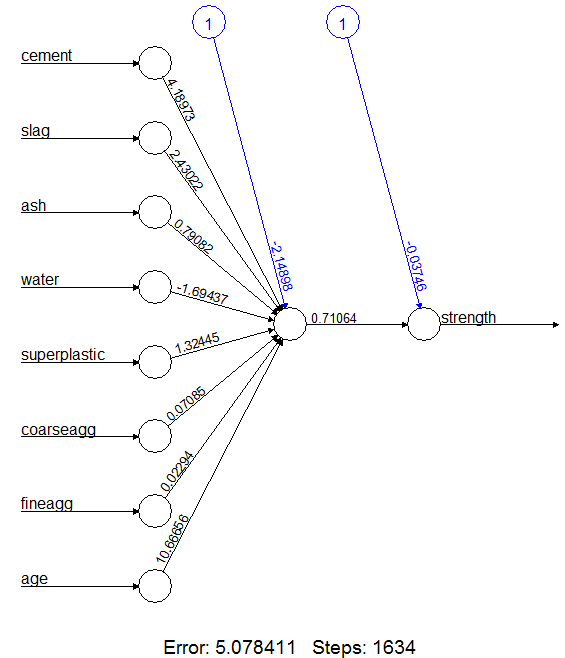 1 1
cement
4.18973
slag
2.43022
ash
0.79082
water
-1.69437
superplastic
1.32445
coarseagg
0.07085
fineagg
0.02294
age
10.66656
-2.14898
0.71064
-0.03746
strength
Error: 5.078411 Steps: 1634